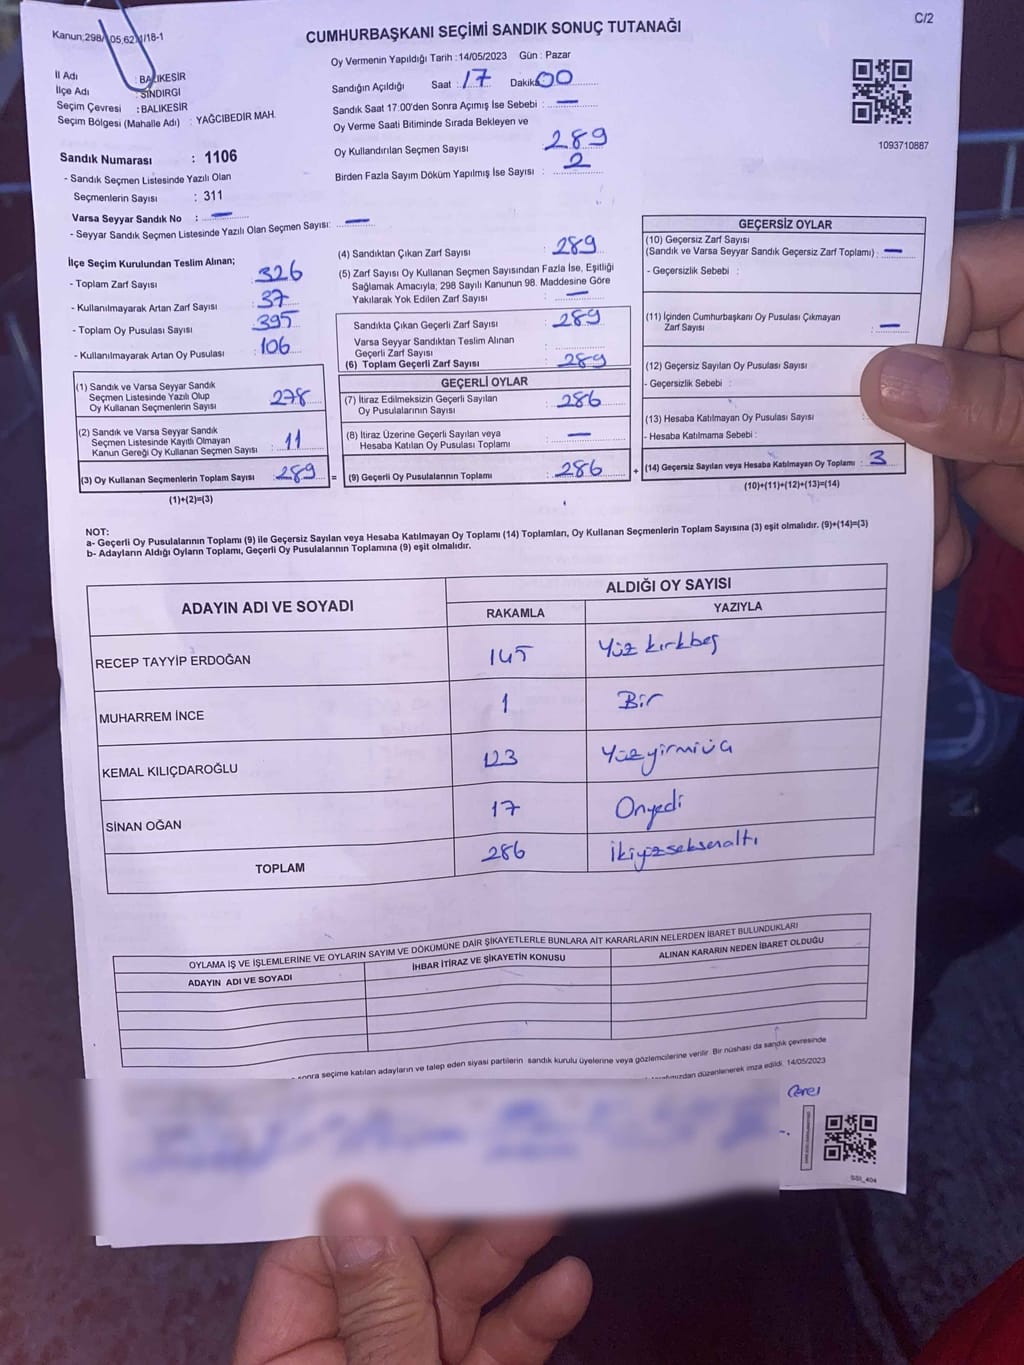 C/2
Kanun;298/105,62,1/18-1
CUMHURBAŞKANI SEÇİMİ SANDIK SONUÇ TUTANAĞI
Oy Vermenin Yapıldığı Tarih :14/05/2023 Gün : Pazar
İl Adı : BALIKESİR
İlçe Adı : SINDIRGI
Seçim Çevresi : BALIKESİR
Seçim Bölgesi (Mahalle Adı) : YAĞCIBEDİR MAH.
Sandığın Açıldığı Saat : 17 Dakika 00
Sandık Saat 17:00'den Sonra Açımış İse Sebebi : —
Oy Verme Saati Bitiminde Sırada Bekleyen ve
Oy Kullandırılan Seçmen Sayısı 289
Birden Fazla Sayım Döküm Yapılmış İse Sayısı : 2
1093710887
Sandık Numarası : 1106
- Sandık Seçmen Listesinde Yazılı Olan
Seçmenlerin Sayısı : 311
Varsa Seyyar Sandık No : —
- Seyyar Sandık Seçmen Listesinde Yazılı Olan Seçmen Sayısı: —
İlçe Seçim Kurulundan Teslim Alınan;
- Toplam Zarf Sayısı : 326
- Kullanılmayarak Artan Zarf Sayısı : 37
- Toplam Oy Pusulası Sayısı : 395
- Kullanılmayarak Artan Oy Pusulası : 106
(1) Sandık ve Varsa Seyyar Sandık
Seçmen Listesinde Yazılı Olup
Oy Kullanan Seçmenlerin Sayısı 278
(2) Sandık ve Varsa Seyyar Sandık
Seçmen Listesinde Kayıtlı Olmayan
Kanun Gereği Oy Kullanan Seçmen Sayısı : 11
(3) Oy Kullanan Seçmenlerin Toplam Sayısı : 289 =
(1)+(2)=(3)
(4) Sandıktan Çıkan Zarf Sayısı : 289
(5) Zarf Sayısı Oy Kullanan Seçmen Sayısından Fazla İse, Eşitliği
Sağlamak Amacıyla; 298 Sayılı Kanunun 98. Maddesine Göre
Yakılarak Yok Edilen Zarf Sayısı : —
Sandıkta Çıkan Geçerli Zarf Sayısı : 289
Varsa Seyyar Sandıktan Teslim Alınan
Geçerli Zarf Sayısı :
(6) Toplam Geçerli Zarf Sayısı : 289
GEÇERLİ OYLAR
(7) İtiraz Edilmeksizin Geçerli Sayılan
Oy Pusulalarının Sayısı : 286
(8) İtiraz Üzerine Geçerli Sayılan veya
Hesaba Katılan Oy Pusulası Toplamı : —
(9) Geçerli Oy Pusulalarının Toplamı : 286 +
GEÇERSİZ OYLAR
(10) Geçersiz Zarf Sayısı
(Sandık ve Varsa Seyyar Sandık Geçersiz Zarf Toplamı) : —
- Geçersizlik Sebebi :
(11) İçinden Cumhurbaşkanı Oy Pusulası Çıkmayan
Zarf Sayısı : —
(12) Geçersiz Sayılan Oy Pusulası Sayısı
- Geçersizlik Sebebi :
(13) Hesaba Katılmayan Oy Pusulası Sayısı :
- Hesaba Katılmama Sebebi :
(14) Geçersiz Sayılan veya Hesaba Katılmayan Oy Toplamı : 3
(10)+(11)+(12)+(13)=(14)
NOT:
a- Geçerli Oy Pusulalarının Toplamı (9) ile Geçersiz Sayılan veya Hesaba Katılmayan Oy Toplamı (14) Toplamları, Oy Kullanan Seçmenlerin Toplam Sayısına (3) eşit olmalıdır. (9)+(14)=(3)
b- Adayların Aldığı Oyların Toplamı, Geçerli Oy Pusulalarının Toplamına (9) eşit olmalıdır.
ADAYIN ADI VE SOYADI ALDIĞI OY SAYISI
RAKAMLA YAZIYLA
RECEP TAYYİP ERDOĞAN 145 Yüz kırkbeş
MUHARREM İNCE 1 Bir
KEMAL KILIÇDAROĞLU 123 Yüzyirmiüç
SİNAN OĞAN 17 Onyedi
TOPLAM 286 İkiyüzseksenaltı
OYLAMA İŞ VE İŞLEMLERİNE VE OYLARIN SAYIM VE DÖKÜMÜNE DAİR ŞİKAYETLERLE BUNLARA AİT KARARLARIN NELERDEN İBARET BULUNDUKLARI
ADAYIN ADI VE SOYADI İHBAR İTİRAZ VE ŞİKAYETİN KONUSU ALINAN KARARIN NEDEN İBARET OLDUĞU
sonra seçime katılan adayların ve talep eden siyasi partilerin sandık kurulu üyelerine veya gözlemcilerine verilir. Bir nüshası da sandık çevresinde
tarafımızdan düzenlenerek imza edildi. 14/05/2023